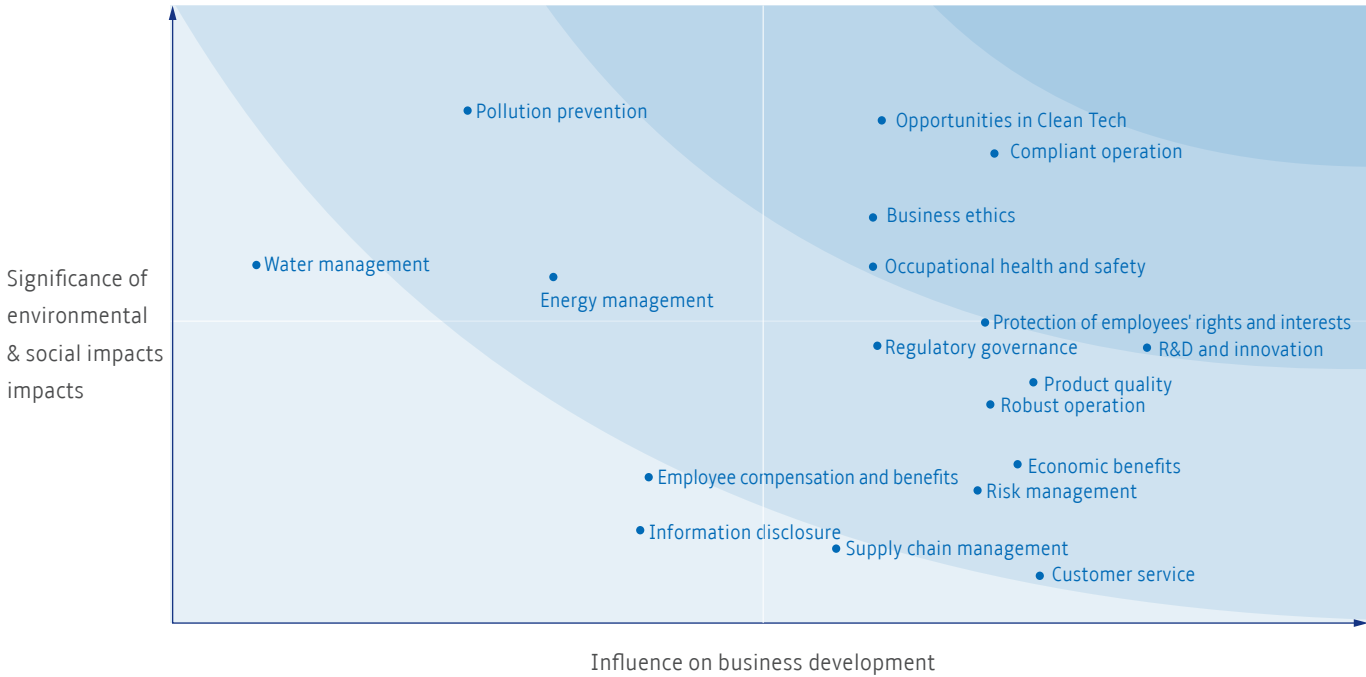 Pollution prevention
Opportunities in Clean Tech
Compliant operation
Business ethics
Water management
Occupational health and safety
Energy management
Significance of
environmental
& social impacts
impacts
Protection of employees' rights and interests
Regulatory governance
R&D and innovation
Product quality
Robust operation
Economic benefits
Employee compensation and benefits
Risk management
Information disclosure
Supply chain management
Customer service
Influence on business development